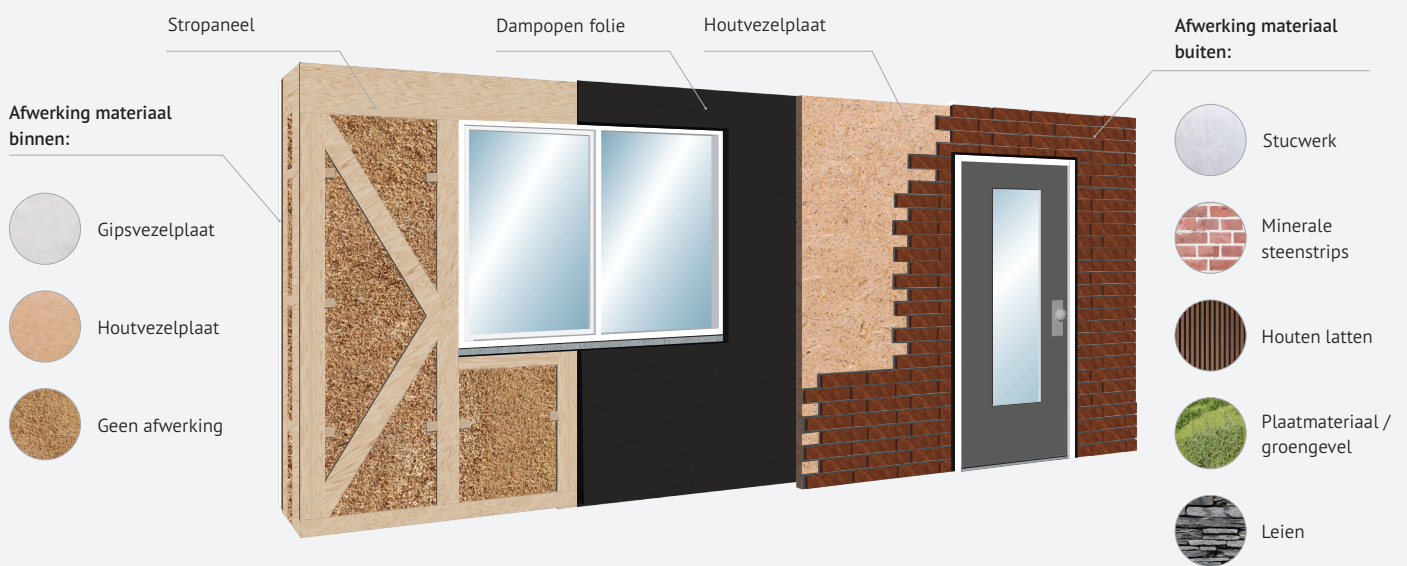 Stropaneel
Dampopen folie
Houtvezelplaat
Afwerking materiaal
buiten:
Afwerking materiaal
binnen:
Gipsvezelplaat
Houtvezelplaat
Geen afwerking
Stucwerk
Minerale
steenstrips
Houten latten
Plaatmateriaal /
groengevel
Leien